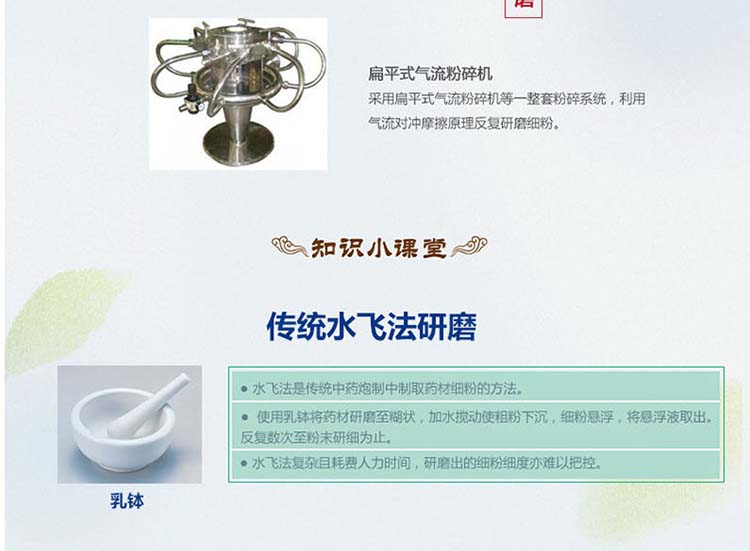 磨
扁平式气流粉碎机
采用扁平式气流粉碎机等一整套粉碎系统，利用
气流对冲摩擦原理反复研磨细粉。
知识小课堂
传统水飞法研磨
● 水飞法是传统中药炮制中制取药材细粉的方法。
● 使用乳钵将药材研磨至糊状，加水搅动使粗粉下沉，细粉悬浮，将悬浮液取出。
反复数次至粉末研细为止。
● 水飞法复杂且耗费人力时间，研磨出的细粉细度亦难以把控。
乳钵